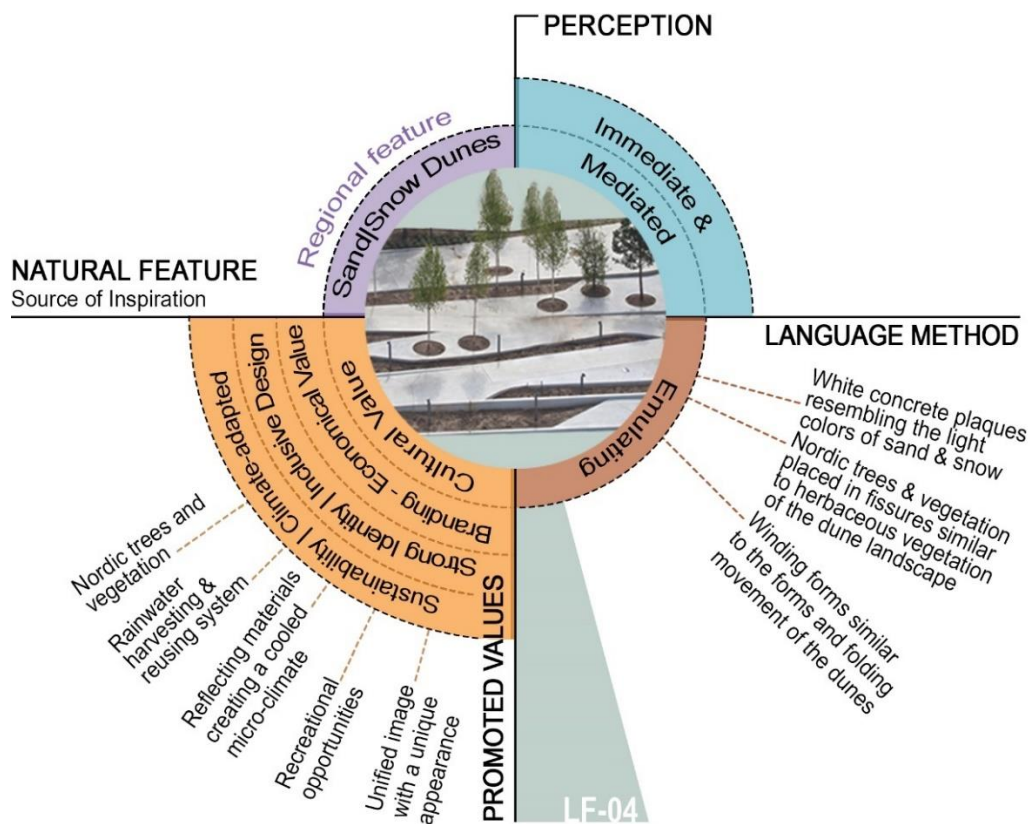 PERCEPTION
Immediate &
Mediated
Regional feature
Sand|Snow Dunes
NATURAL FEATURE
Source of Inspiration
LANGUAGE METHOD
Emulating
White concrete plaques
resembling the light
colors of sand & snow
Nordic trees & vegetation
placed in fissures similar
to herbaceous vegetation
of the dune landscape
Winding forms similar
to the forms and folding
movement of the dunes
Cultural Value
Branding - Economical Value
Strong Identity | Inclusive Design
Sustainability | Climate-adapted
PROMOTED VALUES
Nordic trees and
vegetation
Rainwater
harvesting &
reusing system
Reflecting materials
creating a cooled
micro-climate
Recreational
opportunities
Unified image
with a unique
appearance
LF-04